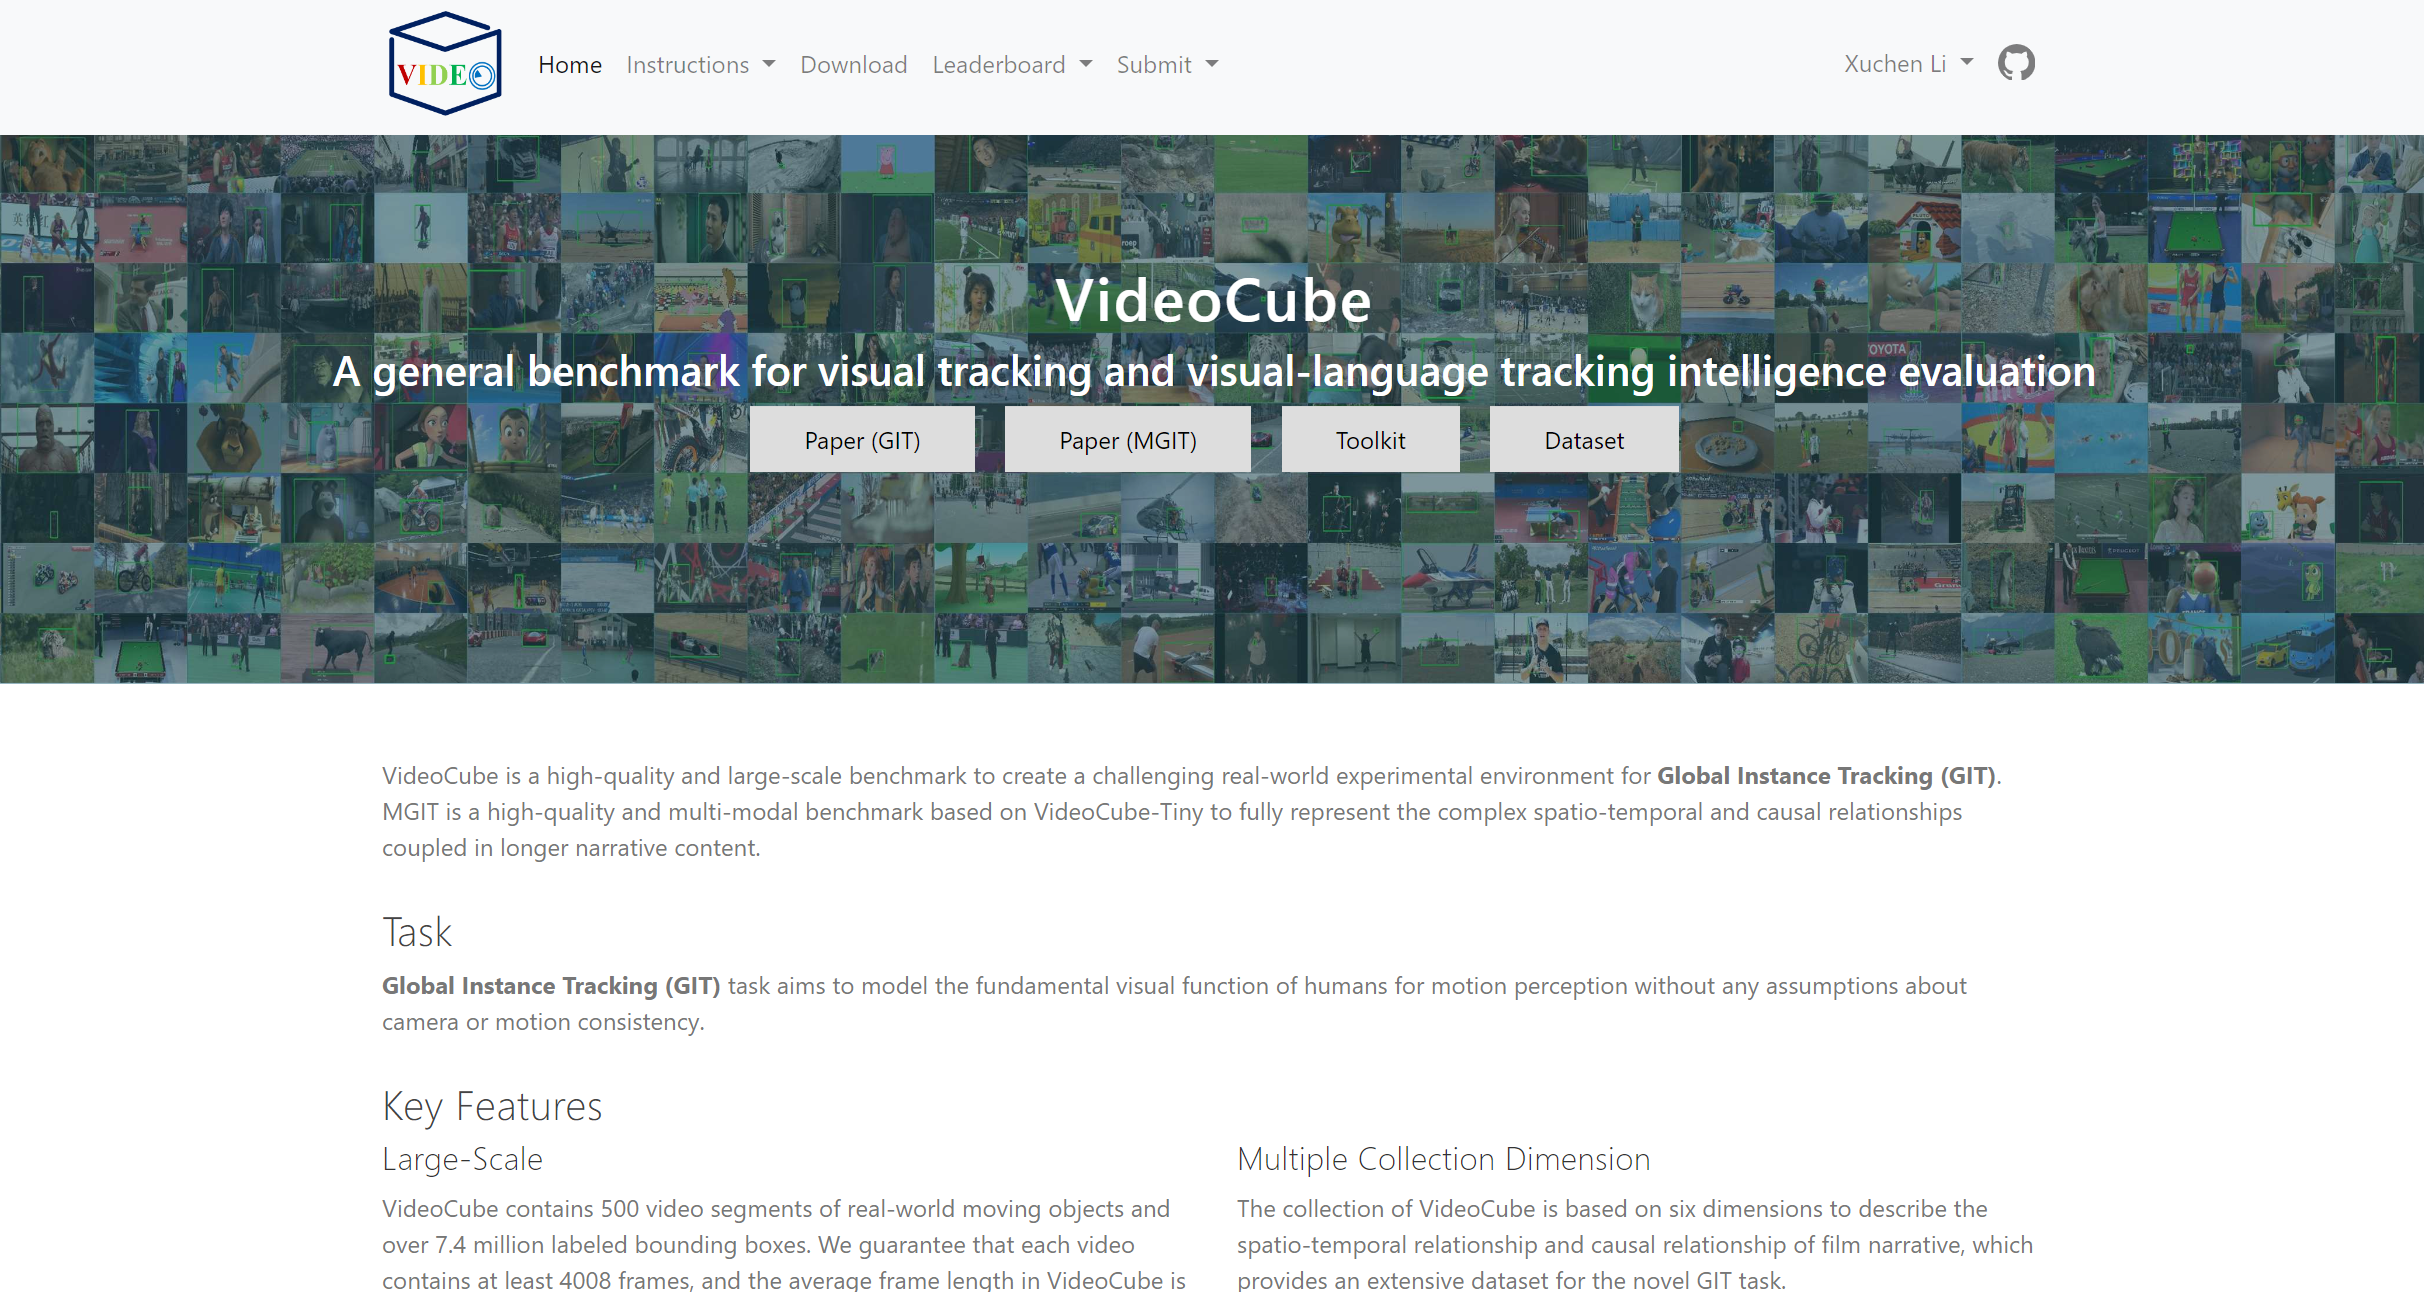 VIDEO
Home Instructions Download Leaderboard Submit Xuchen Li
VideoCube
A general benchmark for visual tracking and visual-language tracking intelligence evaluation
Paper (GIT) Paper (MGIT) Toolkit Dataset
VideoCube is a high-quality and large-scale benchmark to create a challenging real-world experimental environment for Global Instance Tracking (GIT).
MGIT is a high-quality and multi-modal benchmark based on VideoCube-Tiny to fully represent the complex spatio-temporal and causal relationships
coupled in longer narrative content.
Task
Global Instance Tracking (GIT) task aims to model the fundamental visual function of humans for motion perception without any assumptions about
camera or motion consistency.
Key Features
Large-Scale
VideoCube contains 500 video segments of real-world moving objects and
over 7.4 million labeled bounding boxes. We guarantee that each video
contains at least 4008 frames, and the average frame length in VideoCube is
Multiple Collection Dimension
The collection of VideoCube is based on six dimensions to describe the
spatio-temporal relationship and causal relationship of film narrative, which
provides an extensive dataset for the novel GIT task.